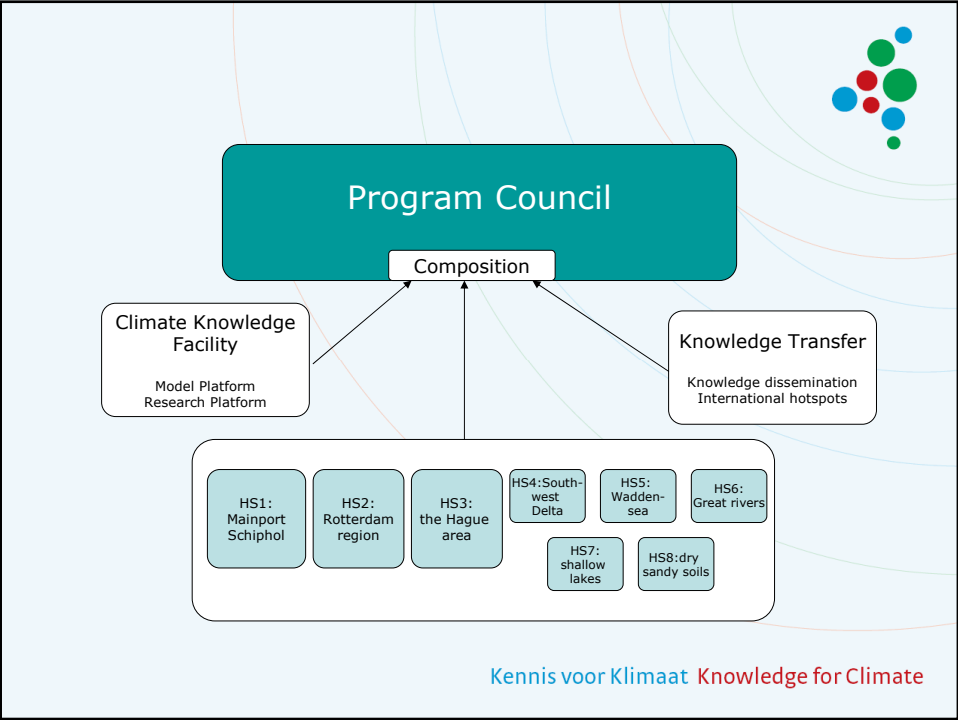 Program Council
Composition
Climate Knowledge
Facility
Model Platform
Research Platform
Knowledge Transfer
Knowledge dissemination
International hotspots
HS1:
Mainport
Schiphol
HS2:
Rotterdam
region
HS3:
the Hague
area
HS4:South-
west
Delta
HS5:
Wadden-
sea
HS6:
Great rivers
HS7:
shallow
lakes
HS8:dry
sandy soils
Kennis voor Klimaat Knowledge for Climate